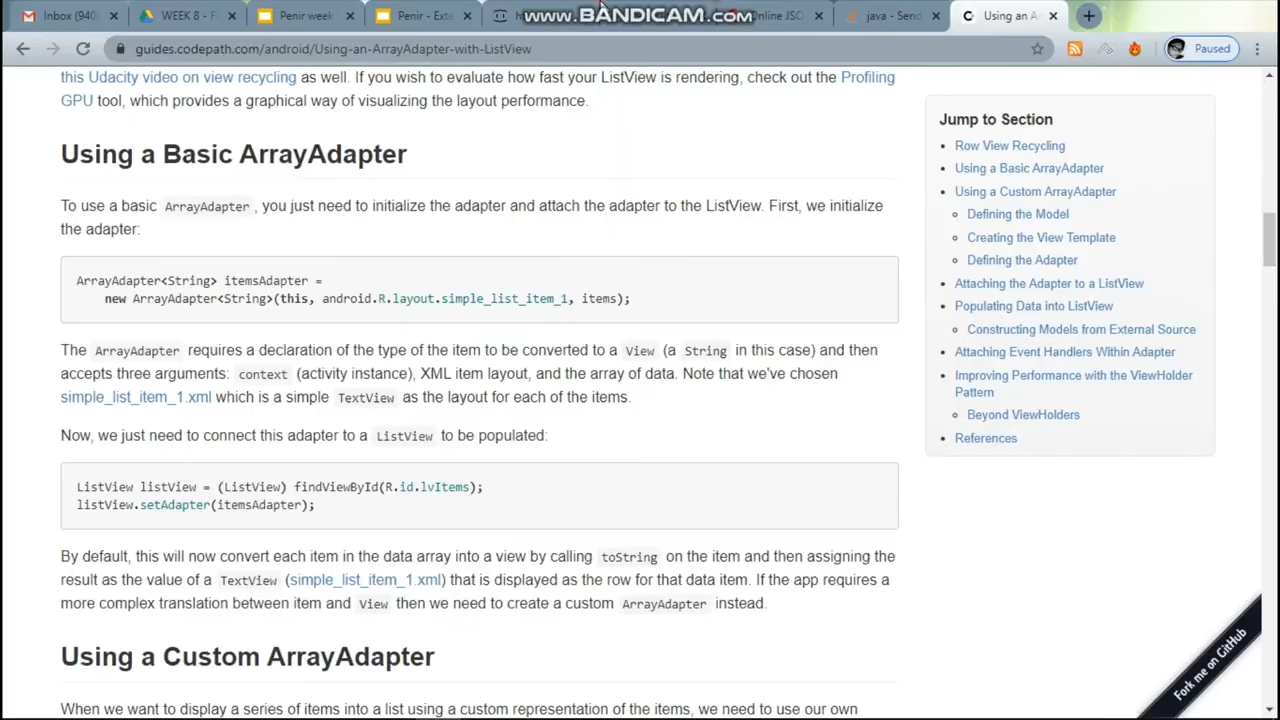 Inbox (940)
WEEK 8 - F
Penir week
Penir - Exte
h
Online JSO
java - Send
Using an A
www.BANDICAM.com
guides.codepath.com/android/Using-an-ArrayAdapter-with-ListView
Paused
this Udacity video on view recycling as well. If you wish to evaluate how fast your ListView is rendering, check out the Profiling
GPU tool, which provides a graphical way of visualizing the layout performance.
Using a Basic ArrayAdapter
To use a basic ArrayAdapter , you just need to initialize the adapter and attach the adapter to the ListView. First, we initialize
the adapter:
ArrayAdapter<String> itemsAdapter =
new ArrayAdapter<String>(this, android.R.layout.simple_list_item_1, items);
The ArrayAdapter requires a declaration of the type of the item to be converted to a View (a String in this case) and then
accepts three arguments: context (activity instance), XML item layout, and the array of data. Note that we've chosen
simple_list_item_1.xml which is a simple TextView as the layout for each of the items.
Now, we just need to connect this adapter to a ListView to be populated:
ListView listView = (ListView) findViewById(R.id.lvItems);
listView.setAdapter(itemsAdapter);
By default, this will now convert each item in the data array into a view by calling toString on the item and then assigning the
result as the value of a TextView (simple_list_item_1.xml) that is displayed as the row for that data item. If the app requires a
more complex translation between item and View then we need to create a custom ArrayAdapter instead.
Using a Custom ArrayAdapter
When we want to display a series of items into a list using a custom representation of the items, we need to use our own
Jump to Section
Row View Recycling
Using a Basic ArrayAdapter
Using a Custom ArrayAdapter
Defining the Model
Creating the View Template
Defining the Adapter
Attaching the Adapter to a ListView
Populating Data into ListView
Constructing Models from External Source
Attaching Event Handlers Within Adapter
Improving Performance with the ViewHolder
Pattern
Beyond ViewHolders
References
Fork me on GitHub